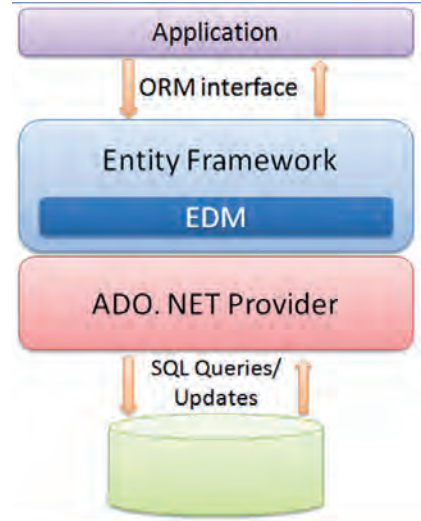 Application
ORM interface
Entity Framework
EDM
ADO. NET Provider
SQL Queries/
Updates